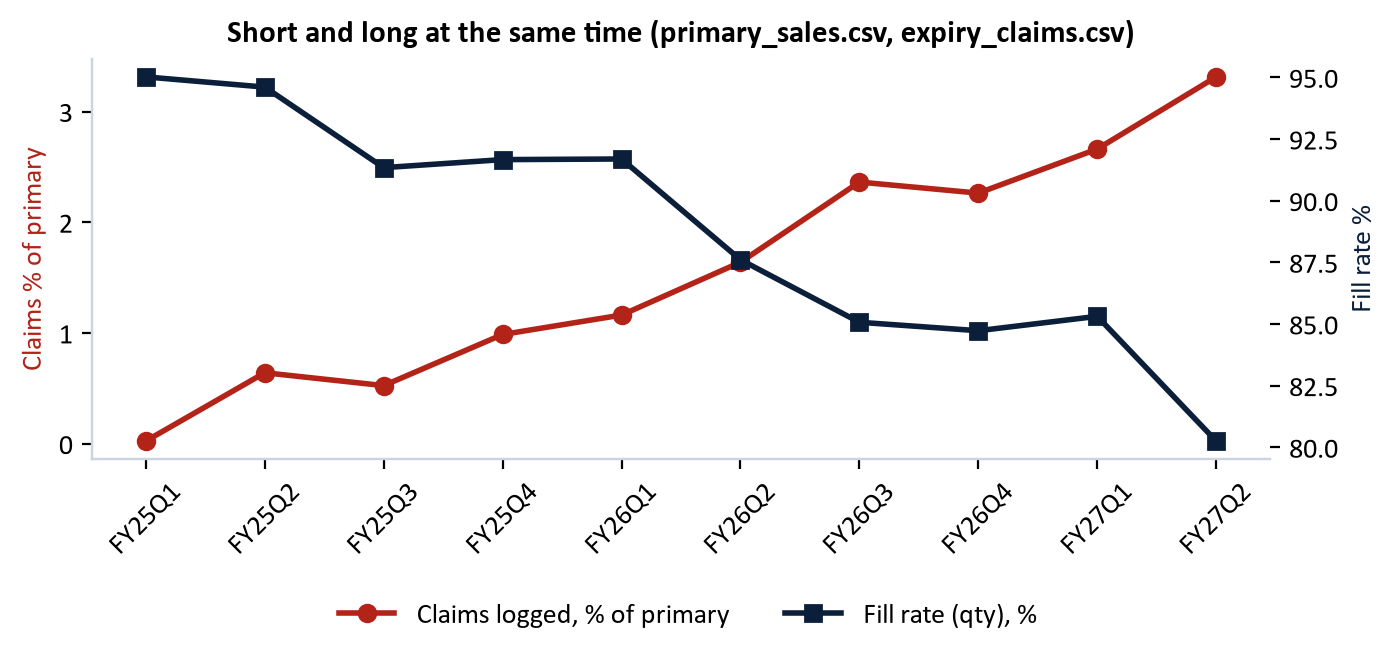 Short and long at the same time (primary_sales.csv, expiry_claims.csv)
Claims % of primary
3
2
1
0
95.0
92.5
90.0
87.5
85.0
82.5
80.0
Fill rate %
FY25Q1
FY25Q2
FY25Q3
FY25Q4
FY26Q1
FY26Q2
FY26Q3
FY26Q4
FY27Q1
FY27Q2
Claims logged, % of primary
Fill rate (qty), %